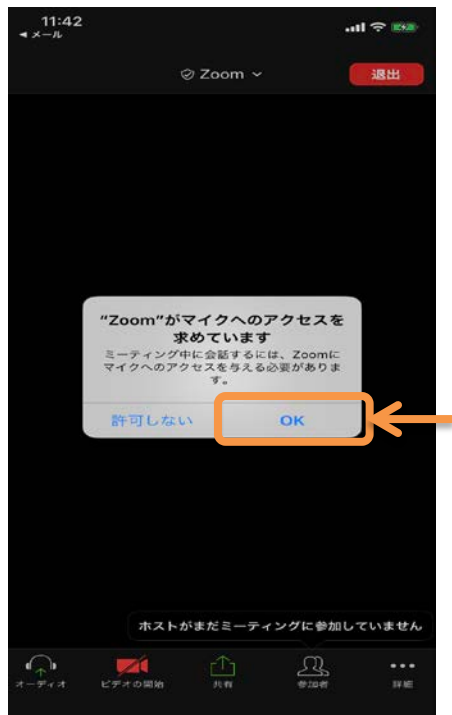 11:42
メール
Zoom
退出
“Zoom”がマイクへのアクセスを
求めています
ミーティング中に会話するには、Zoomに
マイクへのアクセスを与える必要がありま
す。
許可しない
OK
ホストがまだミーティングに参加していません
オーディオ
ビデオの開始
共有
参加者
詳細